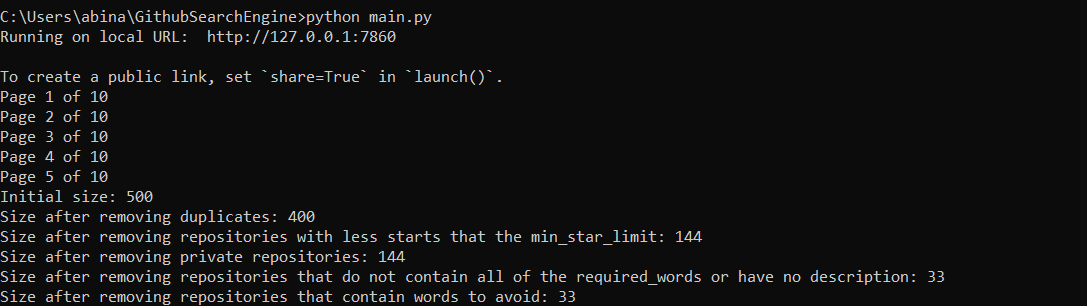 C:\Users\abina\GithubSearchEngine>python main.py
Running on local URL:  http://127.0.0.1:7860
To create a public link, set `share=True` in `launch()`.
Page 1 of 10
Page 2 of 10
Page 3 of 10
Page 4 of 10
Page 5 of 10
Initial size: 500
Size after removing duplicates: 400
Size after removing repositories with less starts that the min_star_limit: 144
Size after removing private repositories: 144
Size after removing repositories that do not contain all of the required_words or have no description: 33
Size after removing repositories that contain words to avoid: 33